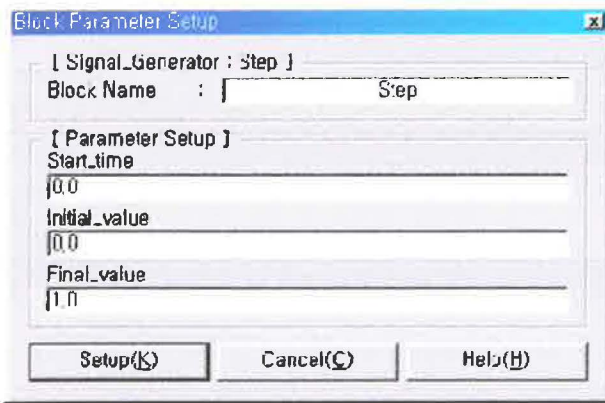 Block Parameter Setup
[ Signal_Generator : Step ]
Block Name : Step
[ Parameter Setup ]
Start_time
0.0
Initial_value
0.0
Final_value
1.0
Setup(K) Cancel(C) Help(H)